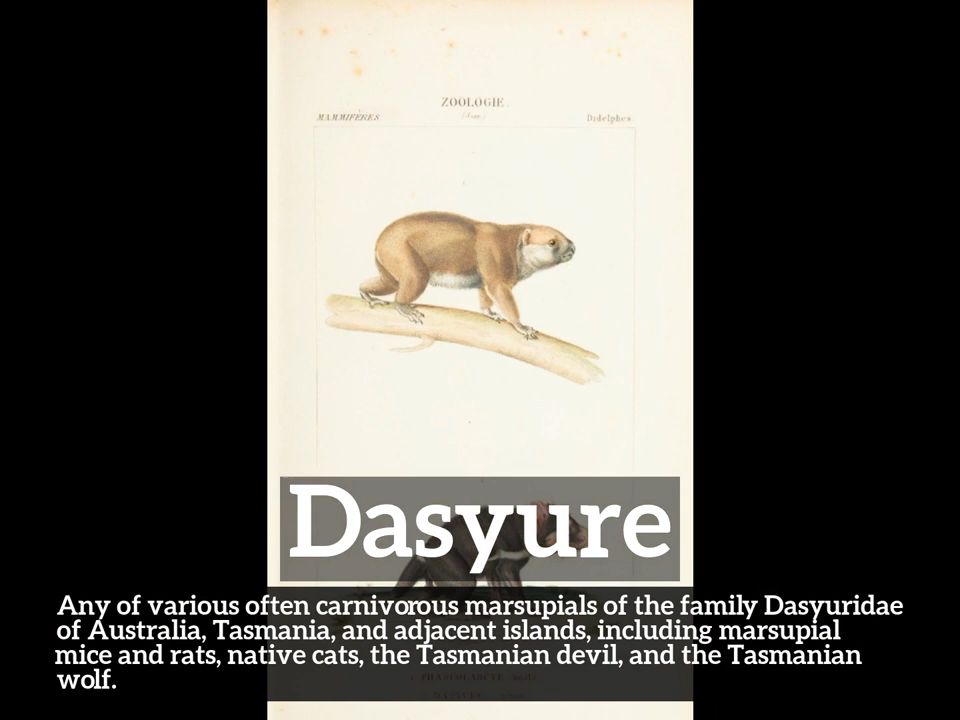 ZOOLOGIE.
MAMMIFÈRES
Didelphes.
Dasyure
Any of various often carnivorous marsupials of the family Dasyuridae
of Australia, Tasmania, and adjacent islands, including marsupial
mice and rats, native cats, the Tasmanian devil, and the Tasmanian
wolf.